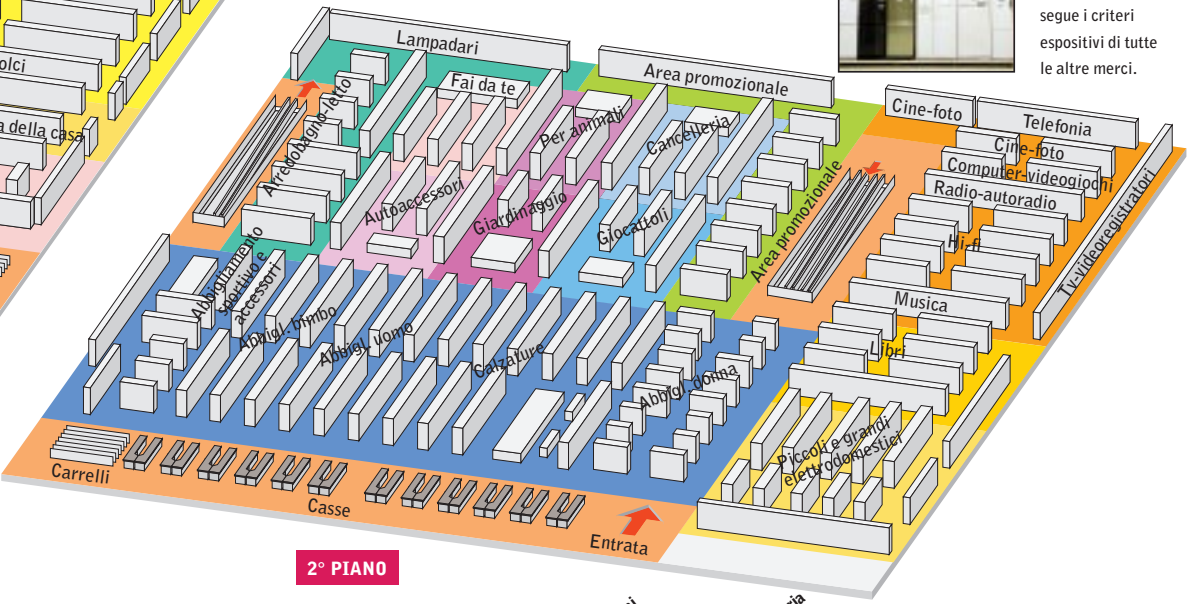 segue i criteri
espositivi di tutte
le altre merci.
olci
a della casa
Lampadari
Area promozionale
Cine-foto
Telefonia
Fai da te
Arredobagno-letto
Per animali
Cancelleria
Cine-foto
Computer-videogiochi
Radio-autoradio
Autoaccessori
Giardinaggio
Giocattoli
Area promozionale
Hi-fi
Tv-videoregistratori
Abbigliamento
sportivo e
accessori
Musica
Abbigl. bimbo
Abbigl. uomo
Calzature
Abbigl. donna
Libri
Piccoli e grandi
elettrodomestici
Carrelli
Casse
Entrata
2° PIANO